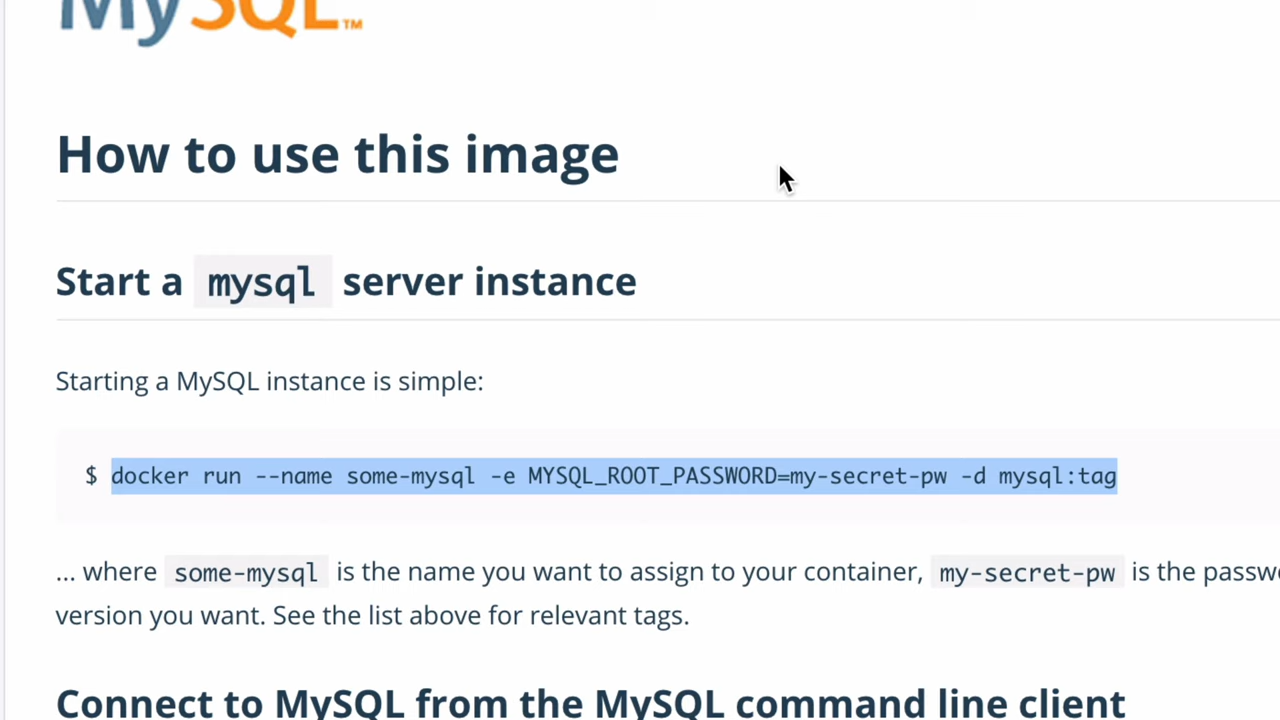 MySQL™
How to use this image
Start a mysql server instance
Starting a MySQL instance is simple:
$ docker run --name some-mysql -e MYSQL_ROOT_PASSWORD=my-secret-pw -d mysql:tag
... where some-mysql is the name you want to assign to your container, my-secret-pw is the
version you want. See the list above for relevant tags.
Connect to MySQL from the MySQL command line client